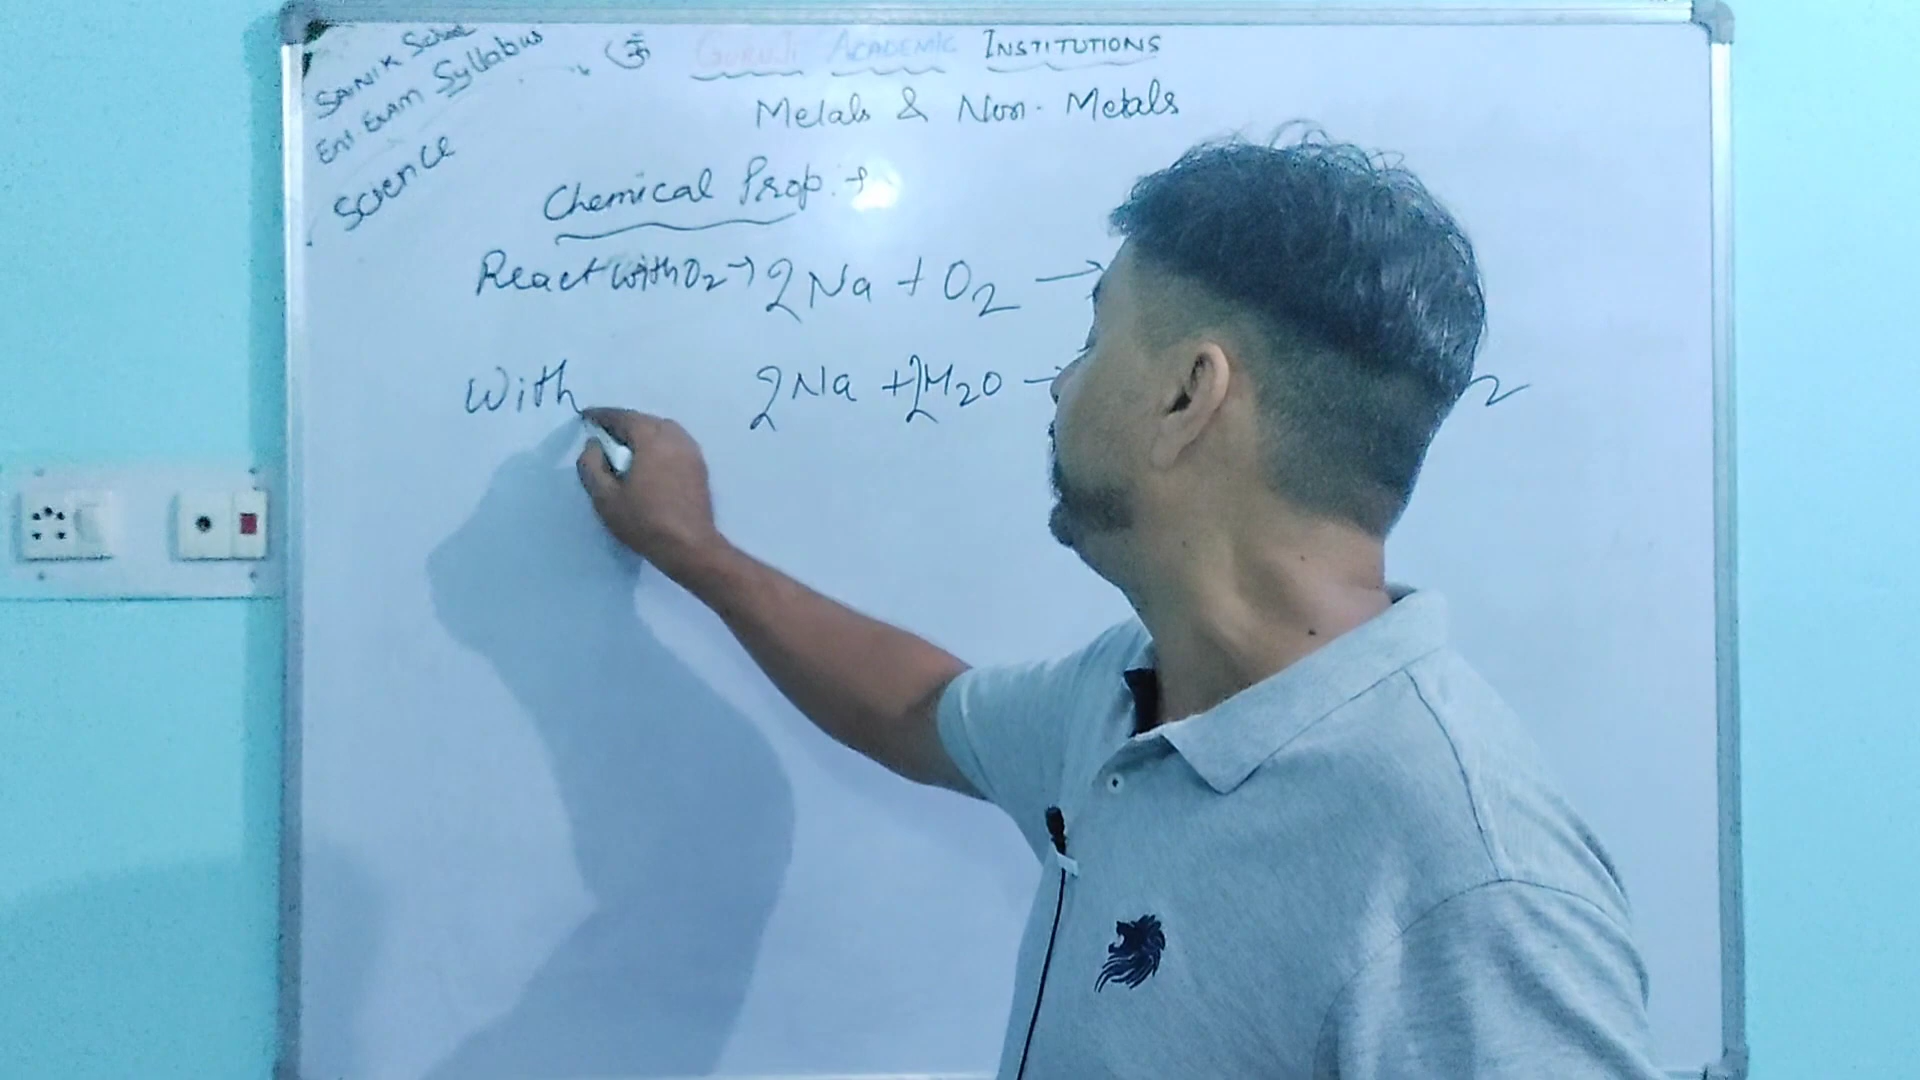 SAINIK School
Ent Exam Syllabus
Science
ॐ GURUJI ACADEMIC INSTITUTIONS
Metals & Non-Metals
Chemical Prop. :-
React with O2 → 2Na + O2 →
With 2Na + 2H2O → 2